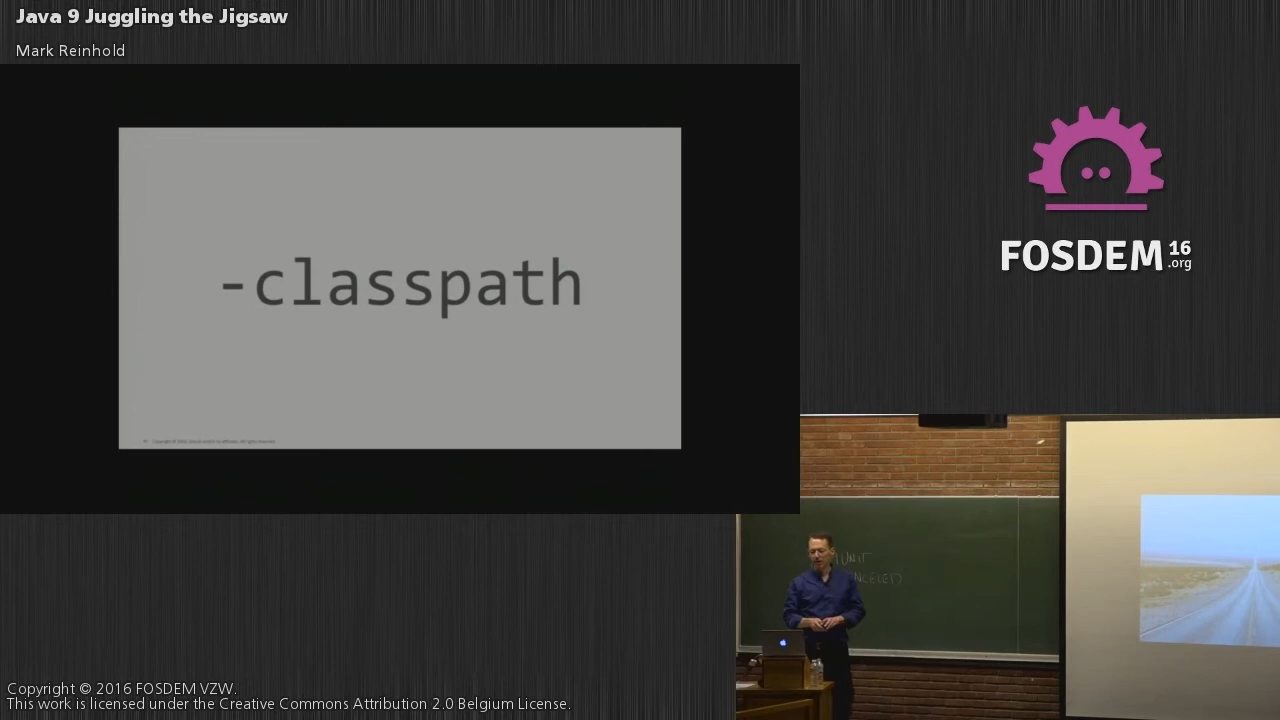 Java 9 Juggling the Jigsaw
Mark Reinhold
-classpath
FOSDEM 16
.org
UNIT
Copyright © 2016 FOSDEM VZW.
This work is licensed under the Creative Commons Attribution 2.0 Belgium License.